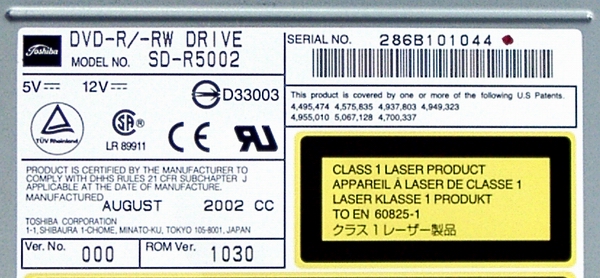 Toshiba
DVD-R/-RW DRIVE
MODEL NO. SD-R5002
SERIAL NO. 286B101044
5V 12V
D33003
This product is covered by one or more of the following U.S Patents.
4,495,474 4,575,835 4,937,803 4,949,323
4,955,010 5,067,128 4,700,337
TÜV Rheinland
LR 89911
PRODUCT IS CERTIFIED BY THE MANUFACTURER TO
COMPLY WITH DHHS RULES 21 CFR SUBCHAPTER J
APPLICABLE AT THE DATE OF MANUFACTURE.
MANUFACTURED
AUGUST 2002 CC
TOSHIBA CORPORATION
1-1, SHIBAURA 1-CHOME, MINATO-KU, TOKYO 105-8001, JAPAN
Ver. No. 000 ROM Ver. 1030
CLASS 1 LASER PRODUCT
APPAREIL À LASER DE CLASSE 1
LASER KLASSE 1 PRODUKT
TO EN 60825-1
クラス1レーザー製品